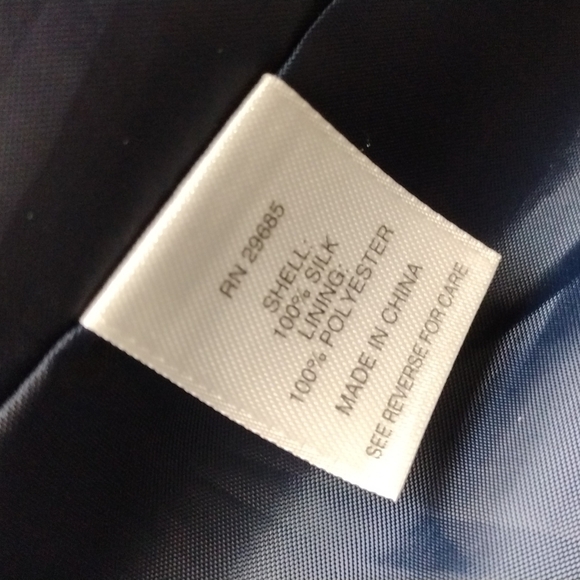 RN 29685
SHELL:
100% SILK
LINING:
100% POLYESTER
MADE IN CHINA
SEE REVERSE FOR CARE